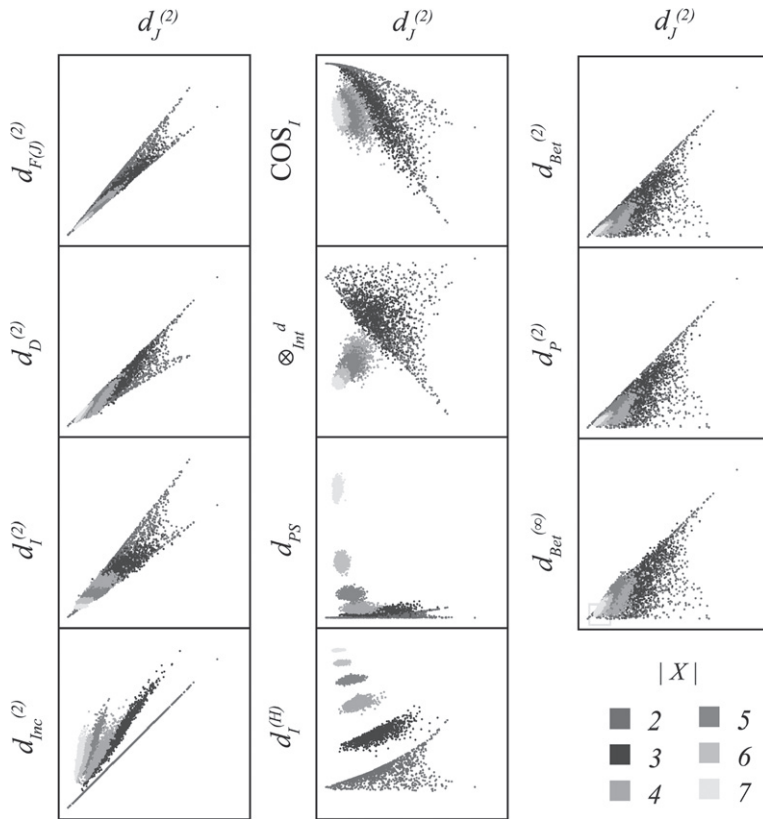 d_J^(2) d_J^(2) d_J^(2)
d_F(J)^(2) COS_I d_Bet^(2)
d_D^(2) ⊗_Int^d d_P^(2)
d_I^(2) d_PS d_Bet^(∞)
d_Inc^(2) d_I^(H)
| X |
2 5
3 6
4 7